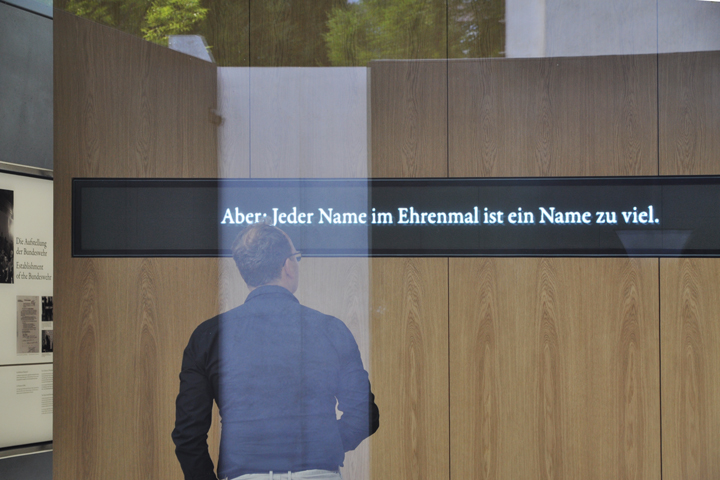 Aber: Jeder Name im Ehrenmal ist ein Name zu viel.
Die Aufstellung
der Bundeswehr
Establishment
of the Bundeswehr